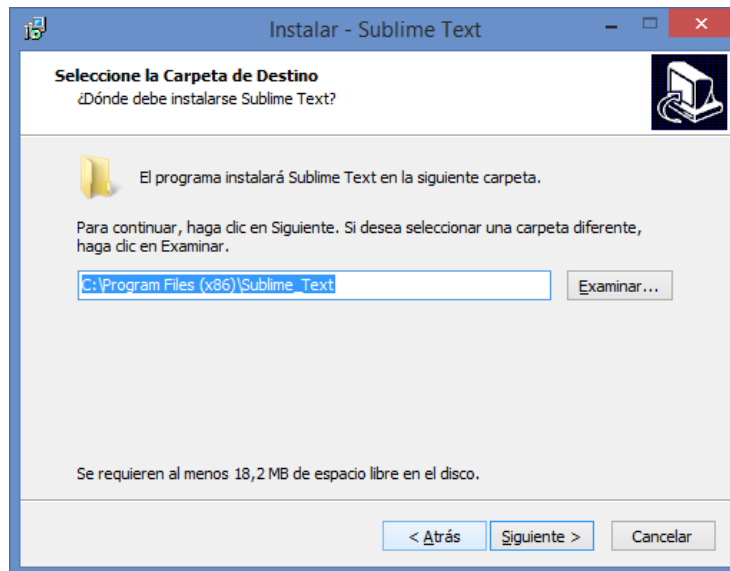 Instalar - Sublime Text
Seleccione la Carpeta de Destino
¿Dónde debe instalarse Sublime Text?
El programa instalará Sublime Text en la siguiente carpeta.
Para continuar, haga clic en Siguiente. Si desea seleccionar una carpeta diferente,
haga clic en Examinar.
C:\Program Files (x86)\Sublime_Text
Examinar...
Se requieren al menos 18,2 MB de espacio libre en el disco.
< Atrás
Siguiente >
Cancelar